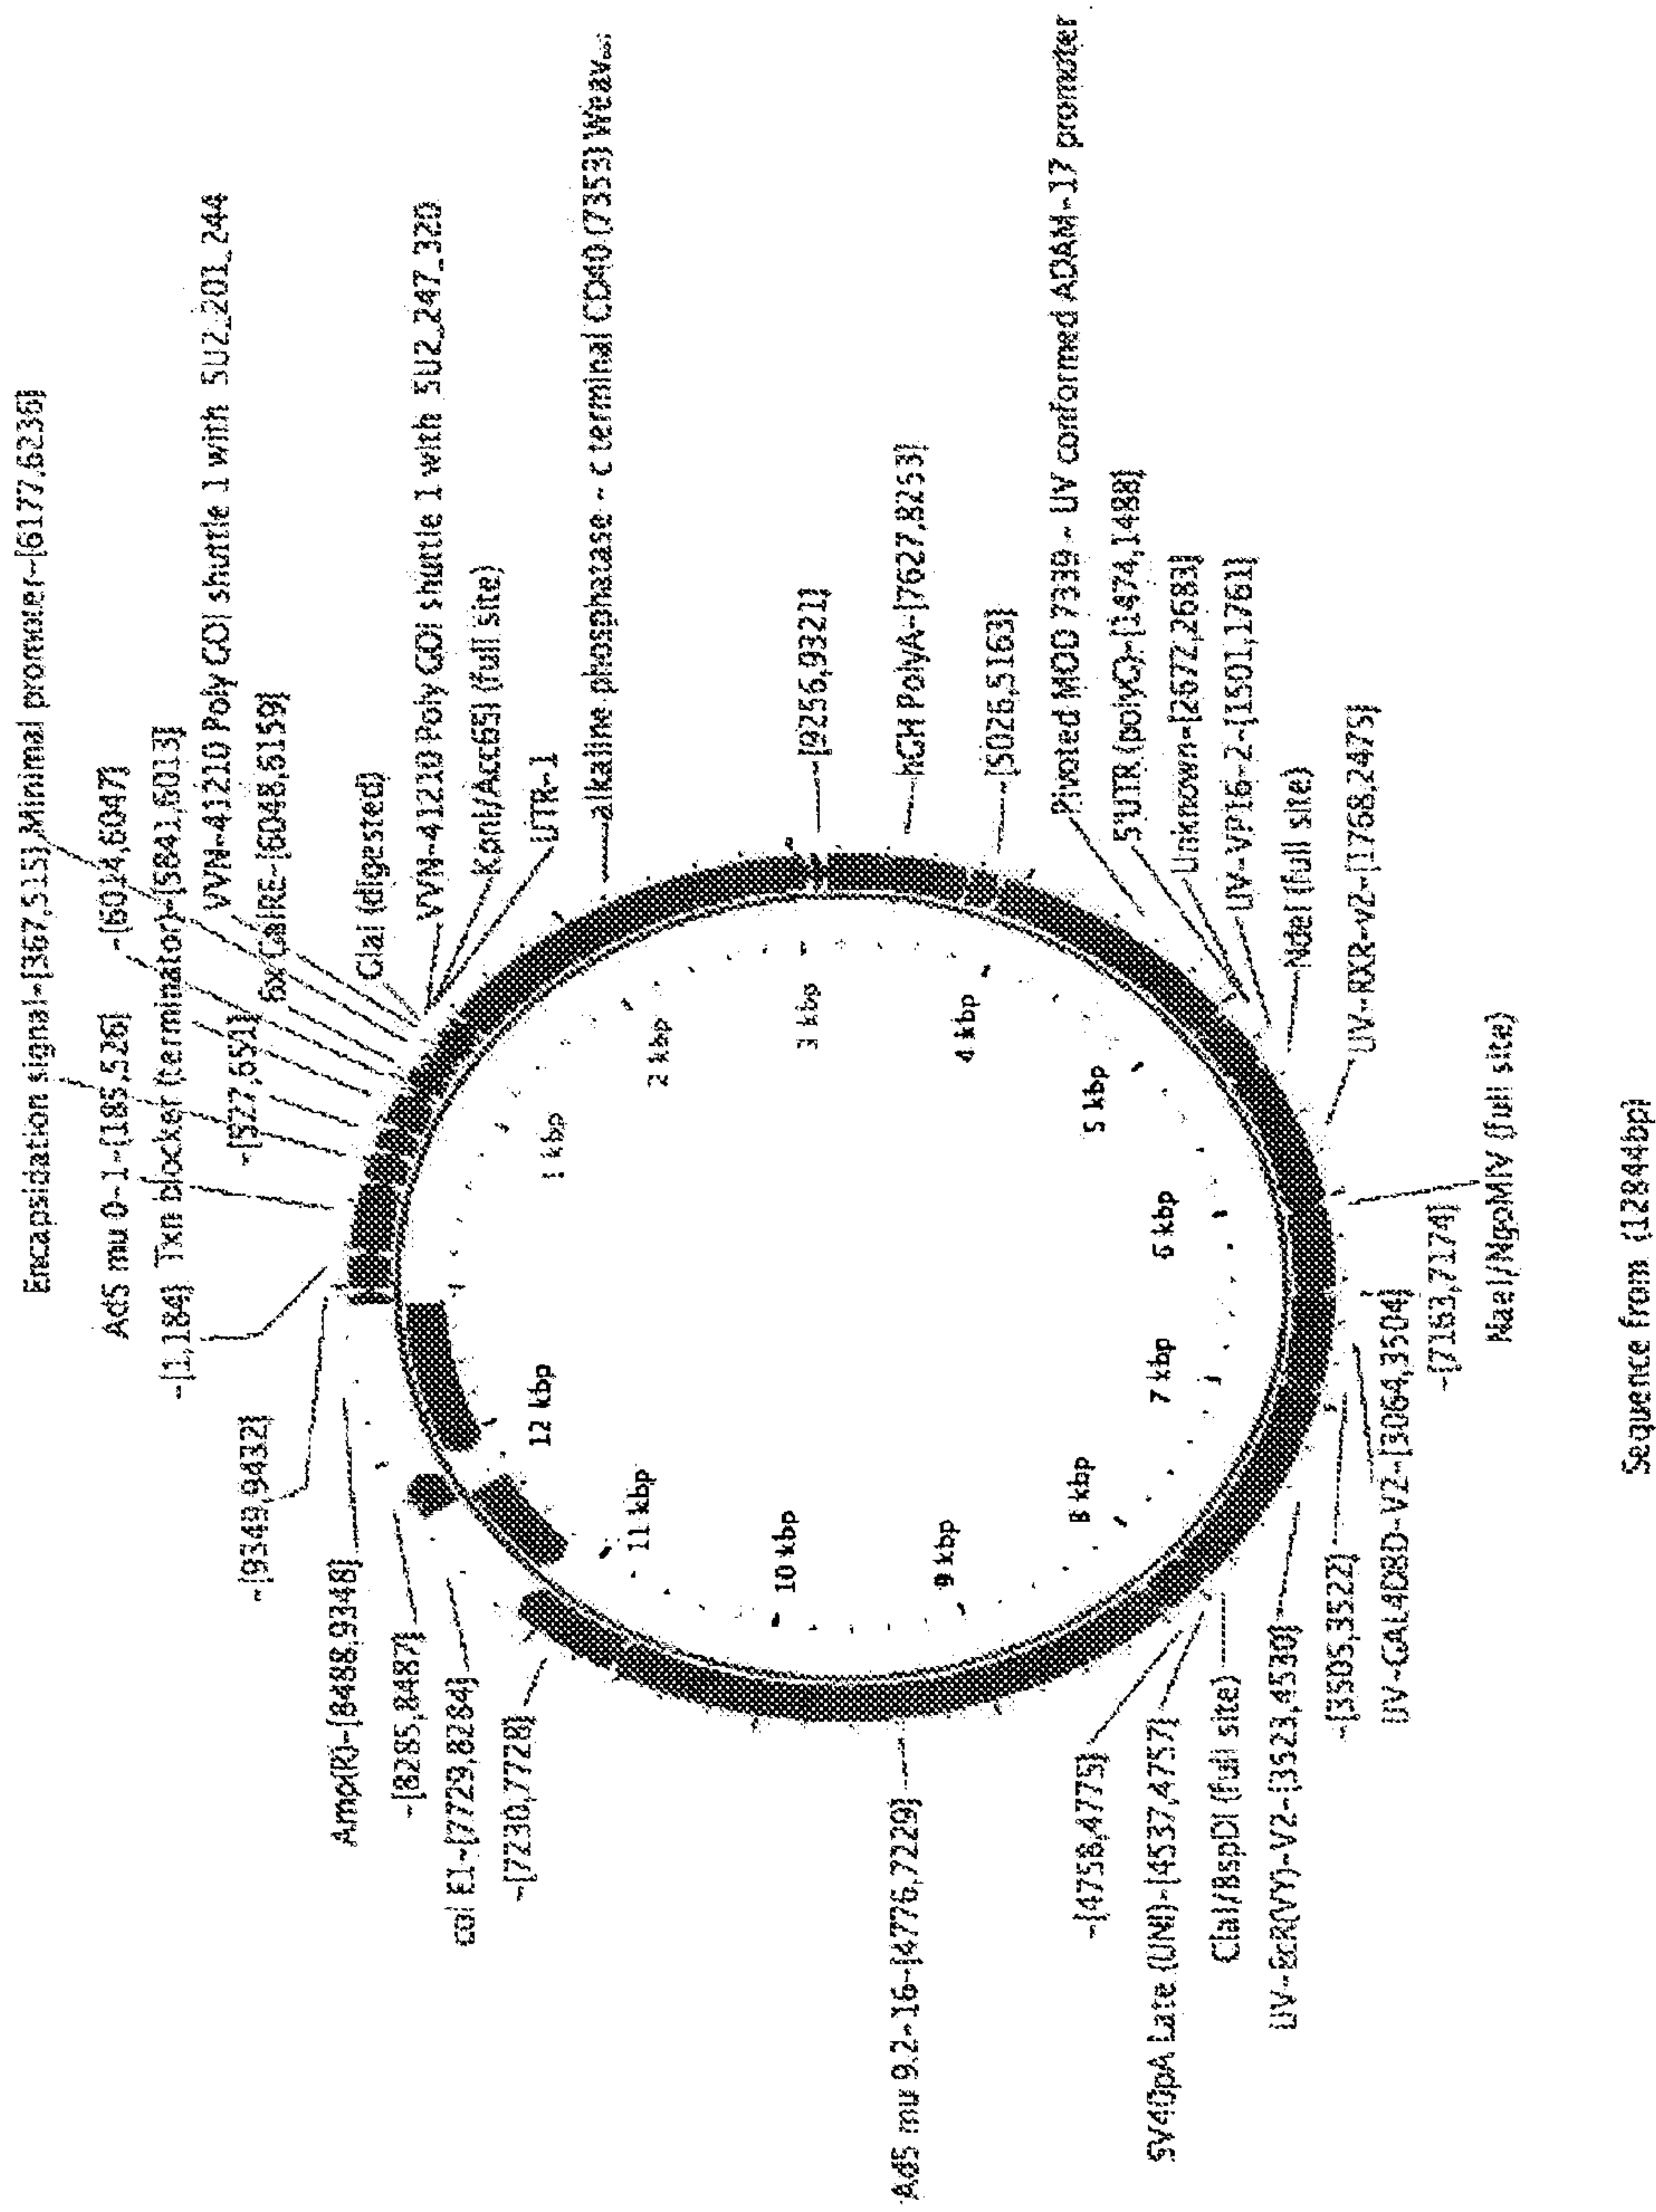 Encapsidation signal~[367,515] Minimal promoter~[6177,6236]
Ad5 mu 0-1~[185,526] ~[6014,6047]
~[1,184] Txn blocker (terminator)~[5841,6013]
VVN-41210 Poly GOI shuttle 1 with 5U2_201_244
~[527,651] 6x GalRE~[6048,6159]
ClaI (digested)
VVN-41210 Poly GOI shuttle 1 with 5U2_247_320
KpnI/Acc65I (full site)
UTR-1
alkaline phosphatase ~ c terminal CD40 (7353)
~[9256,9321]
hGH PolyA~[7627,8253]
~[5026,5163]
Pivoted MOD 7339 ~ UV conformed ADAM-17 promoter
5'UTR (polyG)~[1474,1488]
Unknown~[2672,2683]
UV~VP16~2~[1501,1761]
NdeI (full site)
UV~RXR~v2~[1768,2475]
NaeI/NgoMIV (full site)
~[7163,7174]
UV~GAL4DBD~V2~[3064,3504]
~[3505,3522]
UV~EcR(VY)~V2~[3523,4530]
ClaI/BspDI (full site)
SV40pA Late (UNI)~[4537,4757]
~[4758,4775]
Ad5 mu 9.2~16~[4776,7229]
~[7230,7728]
col E1~[7729,8284]
~[8285,8487]
Amp(R)~[8488,9348]
~[9349,9432]
1 kbp
2 kbp
3 kbp
4 kbp
5 kbp
6 kbp
7 kbp
8 kbp
9 kbp
10 kbp
11 kbp
12 kbp
Sequence from (12844bp)